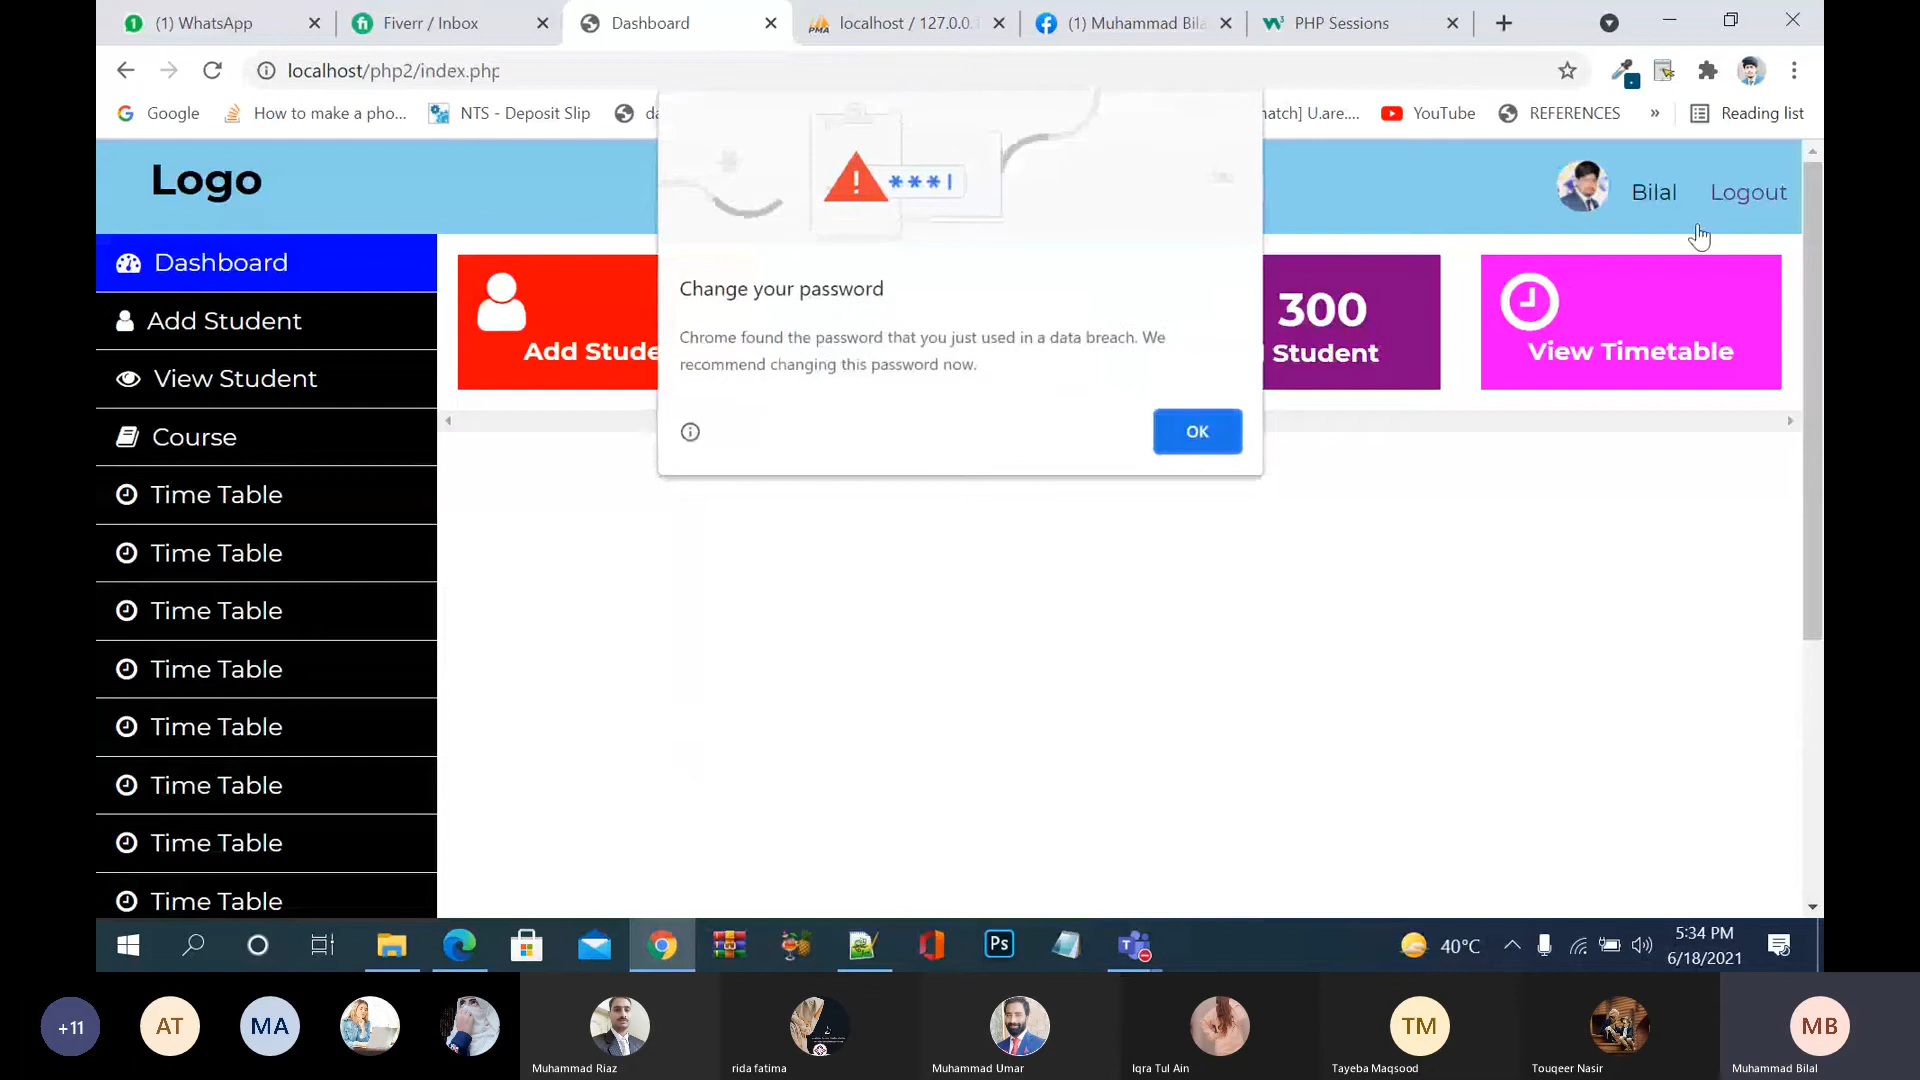 (1) WhatsApp
Fiverr / Inbox
Dashboard
localhost / 127.0.0.
(1) Muhammad Bila
PHP Sessions
localhost/php2/index.php
Google
How to make a pho...
NTS - Deposit Slip
natch] U.are....
YouTube
REFERENCES
»
Reading list
Logo
Bilal
Logout
Dashboard
Add Student
View Student
Course
Time Table
Time Table
Time Table
Time Table
Time Table
Time Table
Time Table
Time Table
Add Stude
300
Student
View Timetable
***
Change your password
Chrome found the password that you just used in a data breach. We
recommend changing this password now.
OK
Ps
40°C
5:34 PM
6/18/2021
+11
AT
MA
Muhammad Riaz
rida fatima
Muhammad Umar
Iqra Tul Ain
TM
Tayeba Maqsood
Touqeer Nasir
MB
Muhammad Bilal